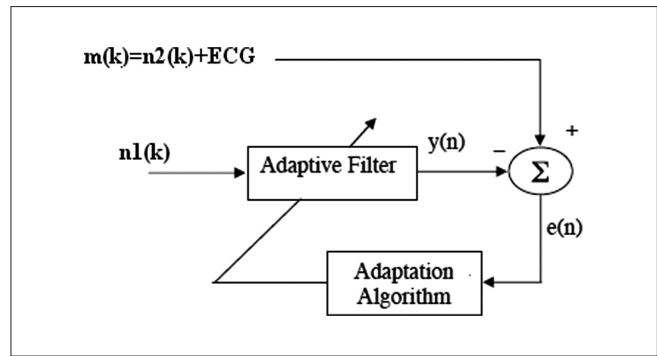 m(k)=n2(k)+ECG
+
n1(k)
Adaptive Filter
y(n)
−
Σ
e(n)
Adaptation
Algorithm